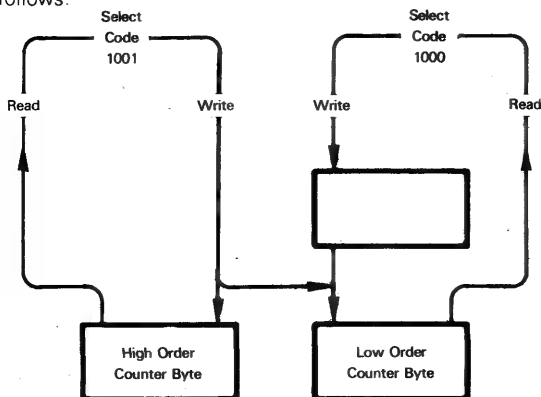 follows:
Select
Code
1001
Select
Code
1000
Read
Write
Write
Read
High Order
Counter Byte
Low Order
Counter Byte